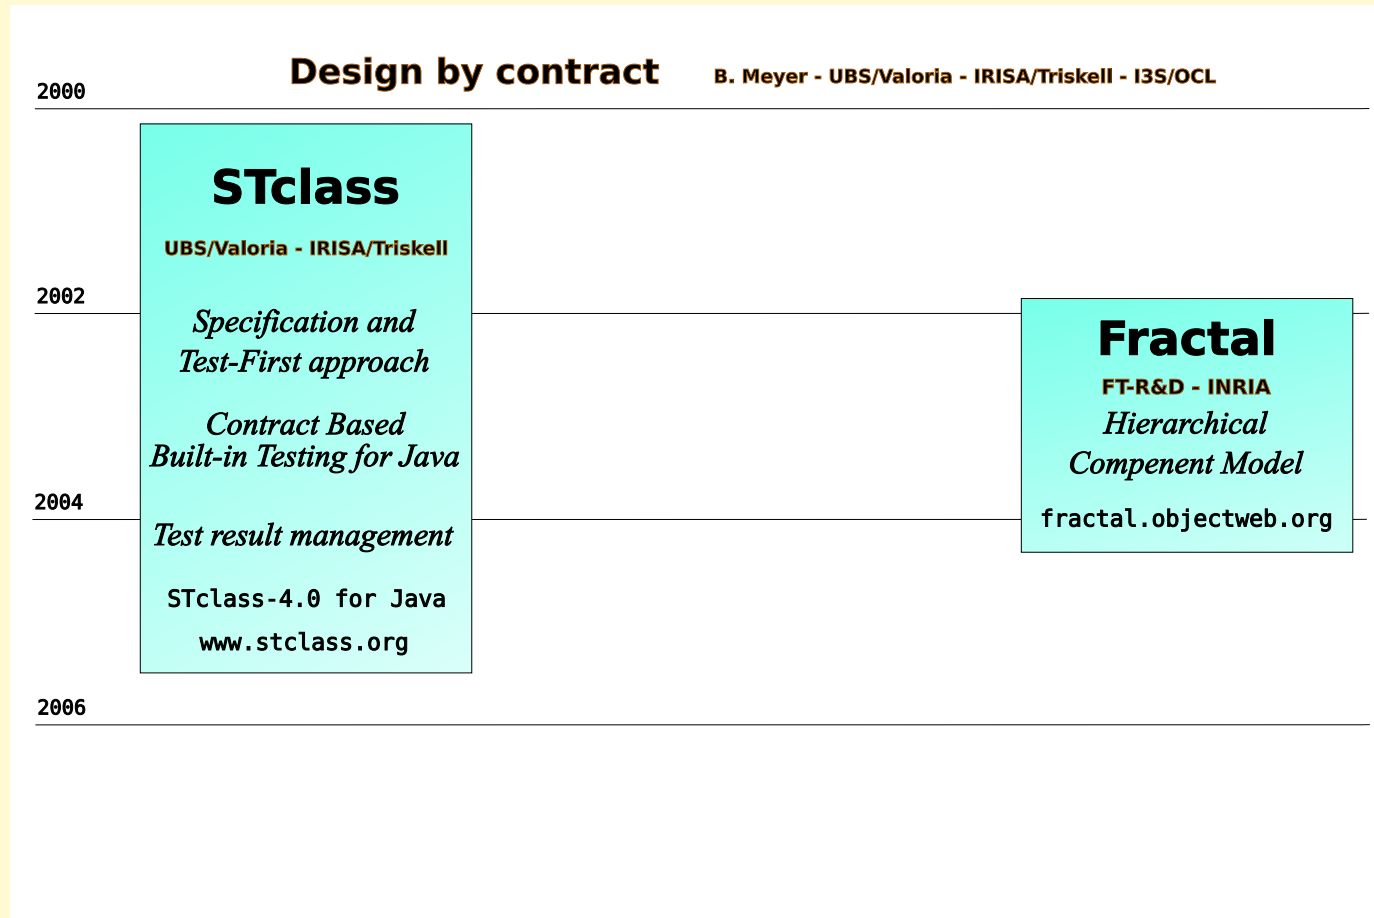 Design by contract B. Meyer - UBS/Valoria - IRISA/Triskell - I3S/OCL
2000
STclass
UBS/Valoria - IRISA/Triskell
2002
Specification and
Test-First approach
Contract Based
Built-in Testing for Java
2004
Test result management
STclass-4.0 for Java
www.stclass.org
Fractal
FT-R&D - INRIA
Hierarchical
Compenent Model
fractal.objectweb.org
2006